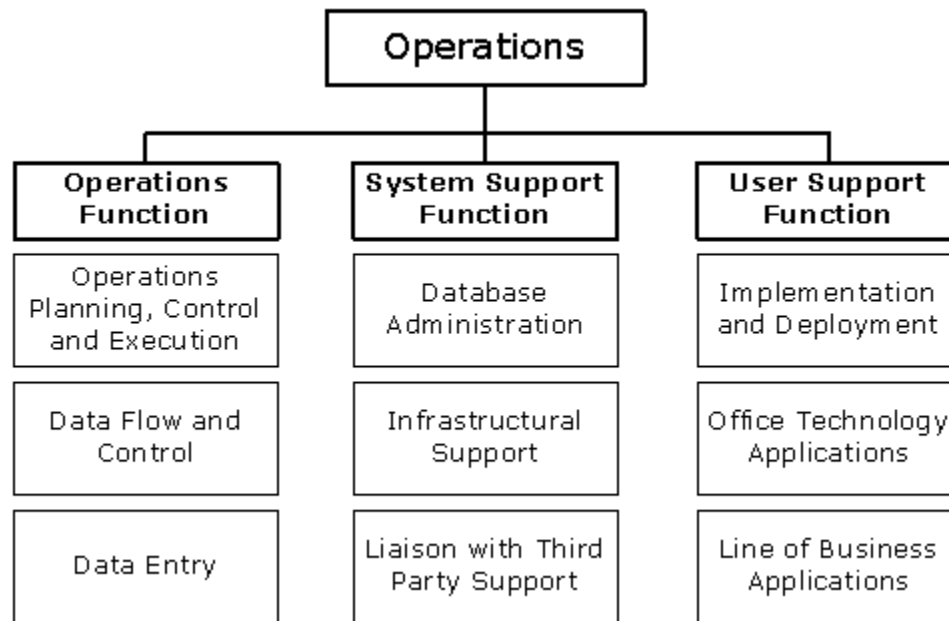 Operations
Operations
Function
System Support
Function
User Support
Function
Operations
Planning, Control
and Execution
Database
Administration
Implementation
and Deployment
Data Flow and
Control
Infrastructural
Support
Office Technology
Applications
Data Entry
Liaison with Third
Party Support
Line of Business
Applications